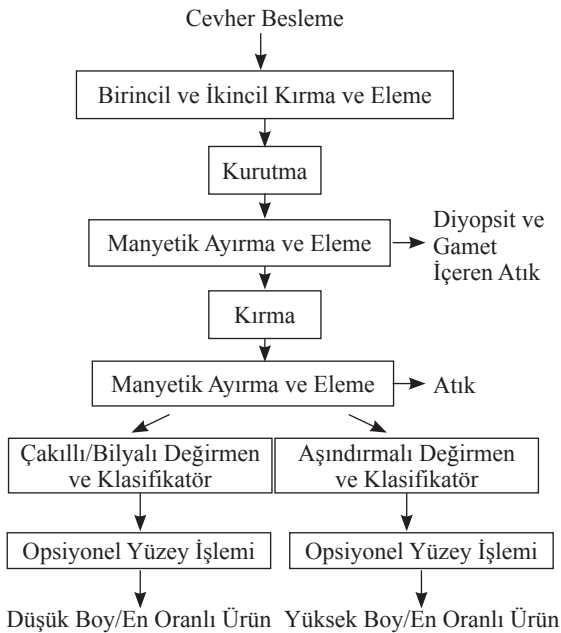 Cevher Besleme
Birincil ve İkincil Kırma ve Eleme
Kurutma
Manyetik Ayırma ve Eleme
Diyopsit ve
Gamet
İçeren Atık
Kırma
Manyetik Ayırma ve Eleme
Atık
Çakıllı/Bilyalı Değirmen
ve Klasifikatör
Aşındırmalı Değirmen
ve Klasifikatör
Opsiyonel Yüzey İşlemi
Opsiyonel Yüzey İşlemi
Düşük Boy/En Oranlı Ürün
Yüksek Boy/En Oranlı Ürün